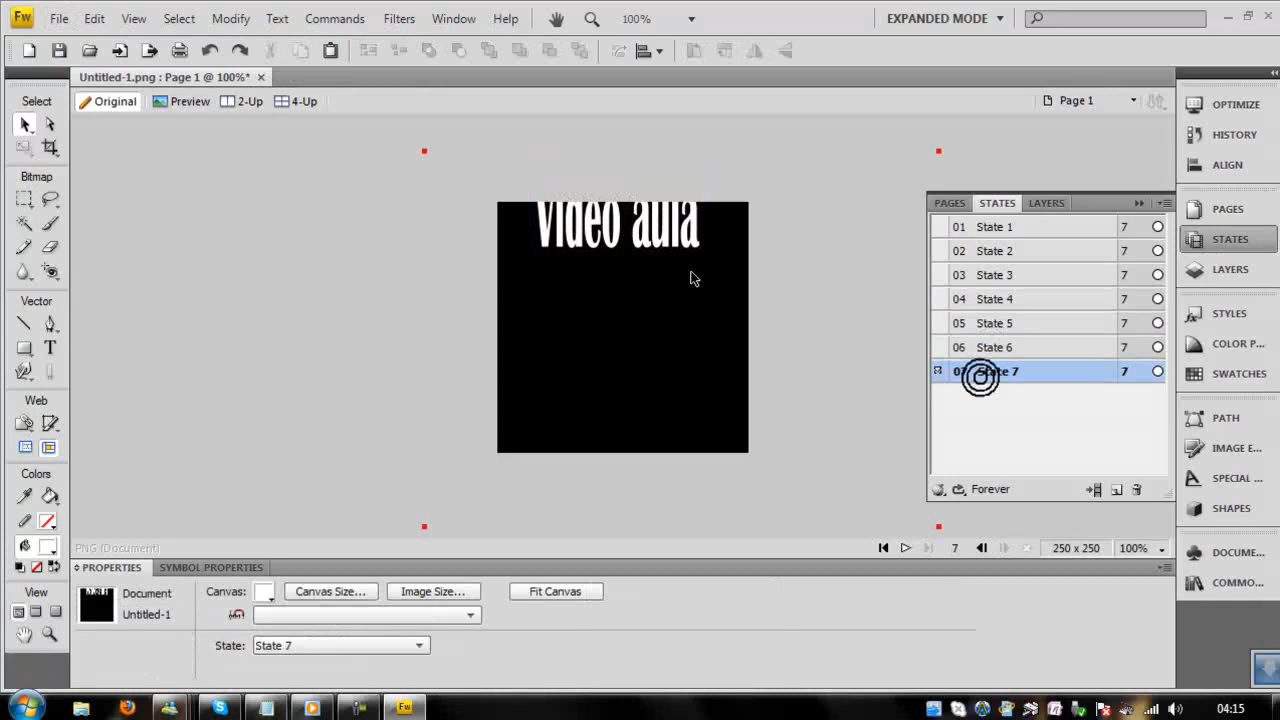 Fw File Edit View Select Modify Text Commands Filters Window Help 100% EXPANDED MODE
Untitled-1.png : Page 1 @ 100%*
Original Preview 2-Up 4-Up Page 1
Select
Bitmap
Vector
Web
Colors
View
Video aula
PAGES STATES LAYERS
01 State 1 7
02 State 2 7
03 State 3 7
04 State 4 7
05 State 5 7
06 State 6 7
State 7 7
Forever
OPTIMIZE
HISTORY
ALIGN
PAGES
STATES
LAYERS
STYLES
COLOR P...
SWATCHES
PATH
IMAGE E...
SPECIAL ...
SHAPES
DOCUME...
COMMO...
PNG (Document) 7 250 x 250 100%
PROPERTIES SYMBOL PROPERTIES
Document Canvas: Canvas Size... Image Size... Fit Canvas
Untitled-1
State: State 7
Fw 04:15